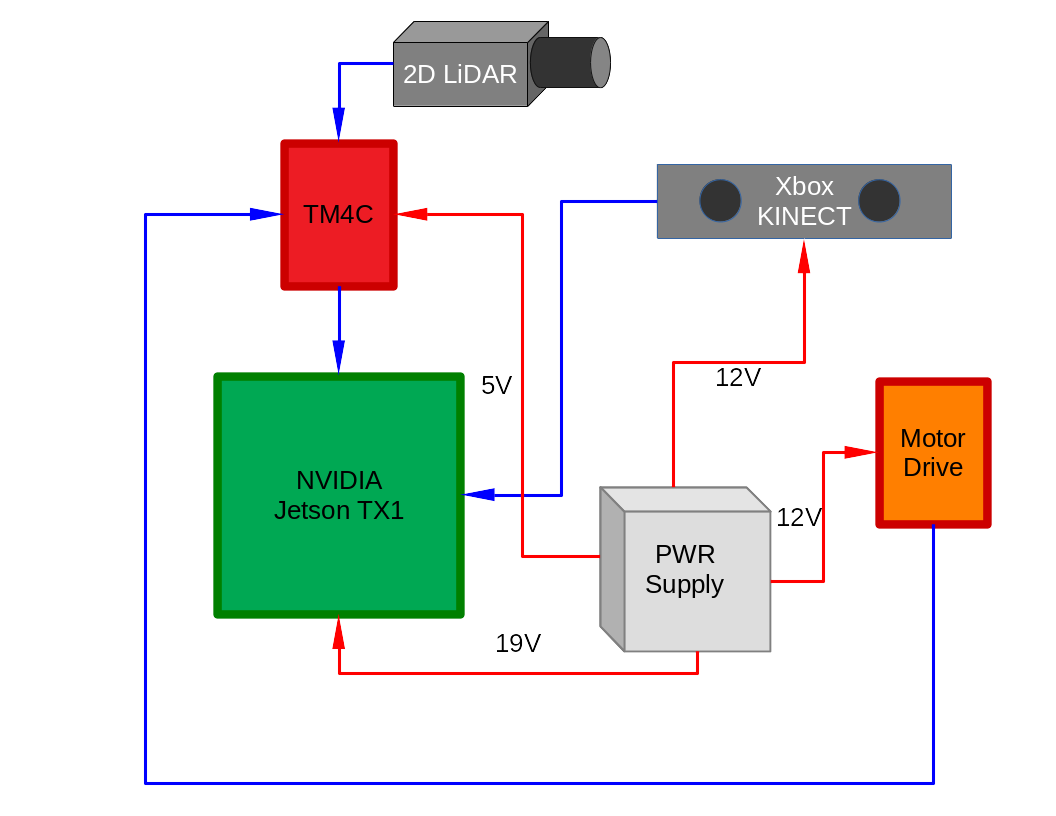 2D LiDAR
TM4C
Xbox
KINECT
5V
12V
Motor
Drive
NVIDIA
Jetson TX1
12V
PWR
Supply
19V